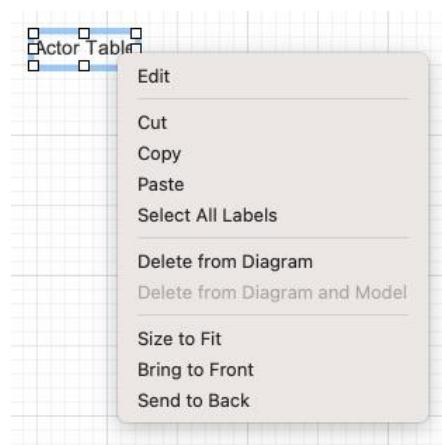 Actor Table
Edit
Cut
Copy
Paste
Select All Labels
Delete from Diagram
Delete from Diagram and Model
Size to Fit
Bring to Front
Send to Back